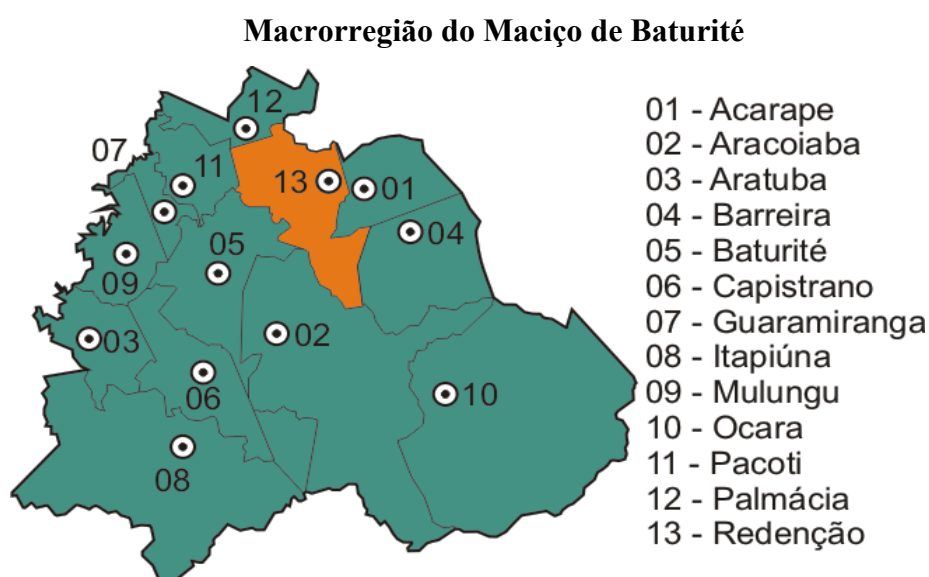 Macrorregião do Maciço de Baturité
12
07
11
13
01
05
04
09
03
02
06
10
08
01 - Acarape
02 - Aracoiaba
03 - Aratuba
04 - Barreira
05 - Baturité
06 - Capistrano
07 - Guaramiranga
08 - Itapiúna
09 - Mulungu
10 - Ocara
11 - Pacoti
12 - Palmácia
13 - Redenção